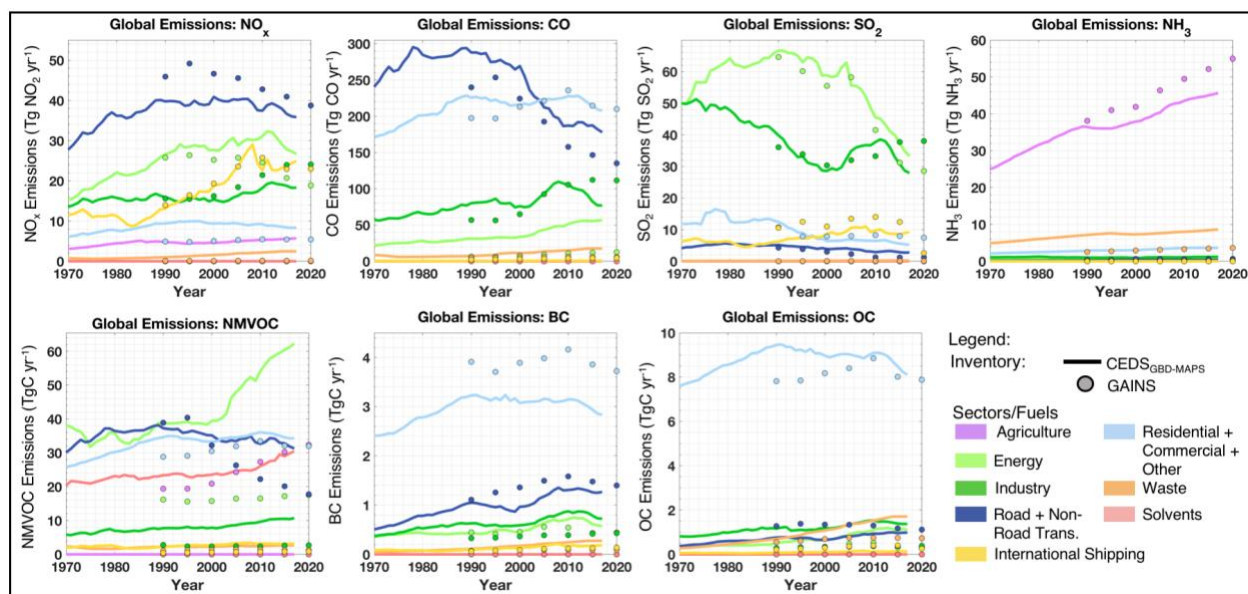 Global Emissions: NOx
NOx Emissions (Tg NO2 yr-1)
50
40
30
20
10
0
1970 1980 1990 2000 2010 2020
Year
Global Emissions: CO
CO Emissions (Tg CO yr-1)
300
250
200
150
100
50
0
1970 1980 1990 2000 2010 2020
Year
Global Emissions: SO2
SO2 Emissions (Tg SO2 yr-1)
60
40
20
0
1970 1980 1990 2000 2010 2020
Year
Global Emissions: NH3
NH3 Emissions (Tg NH3 yr-1)
60
50
40
30
20
10
0
1970 1980 1990 2000 2010 2020
Year
Global Emissions: NMVOC
NMVOC Emissions (TgC yr-1)
60
50
40
30
20
10
0
1970 1980 1990 2000 2010 2020
Year
Global Emissions: BC
BC Emissions (TgC yr-1)
4
3
2
1
0
1970 1980 1990 2000 2010 2020
Year
Global Emissions: OC
OC Emissions (TgC yr-1)
10
8
6
4
2
0
1970 1980 1990 2000 2010 2020
Year
Legend:
Inventory:
CEDSGBD-MAPS
GAINS
Sectors/Fuels
Agriculture
Energy
Industry
Road + Non-
Road Trans.
International Shipping
Residential +
Commercial +
Other
Waste
Solvents